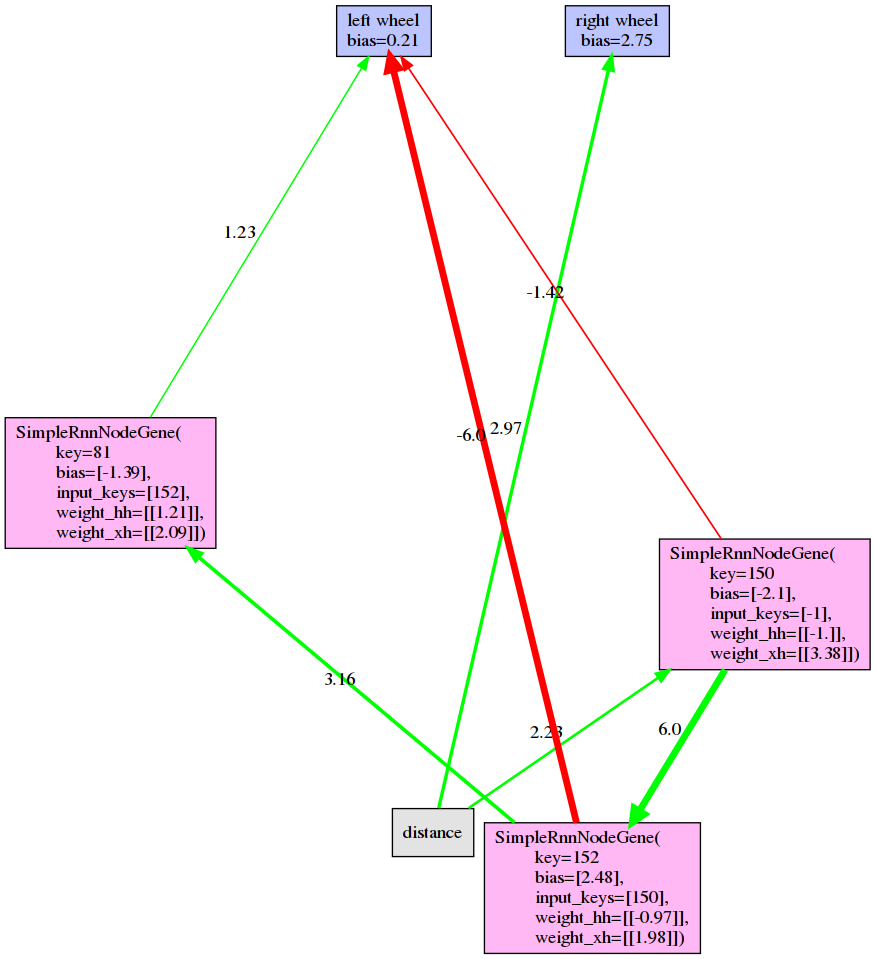 left wheel
bias=0.21
right wheel
bias=2.75
1.23
-1.42
-6.0
2.97
SimpleRnnNodeGene(
key=81
bias=[-1.39],
input_keys=[152],
weight_hh=[[1.21]],
weight_xh=[[2.09]])
SimpleRnnNodeGene(
key=150
bias=[-2.1],
input_keys=[-1],
weight_hh=[[-1.]],
weight_xh=[[3.38]])
3.16
2.23
6.0
distance
SimpleRnnNodeGene(
key=152
bias=[2.48],
input_keys=[150],
weight_hh=[[-0.97]],
weight_xh=[[1.98]])